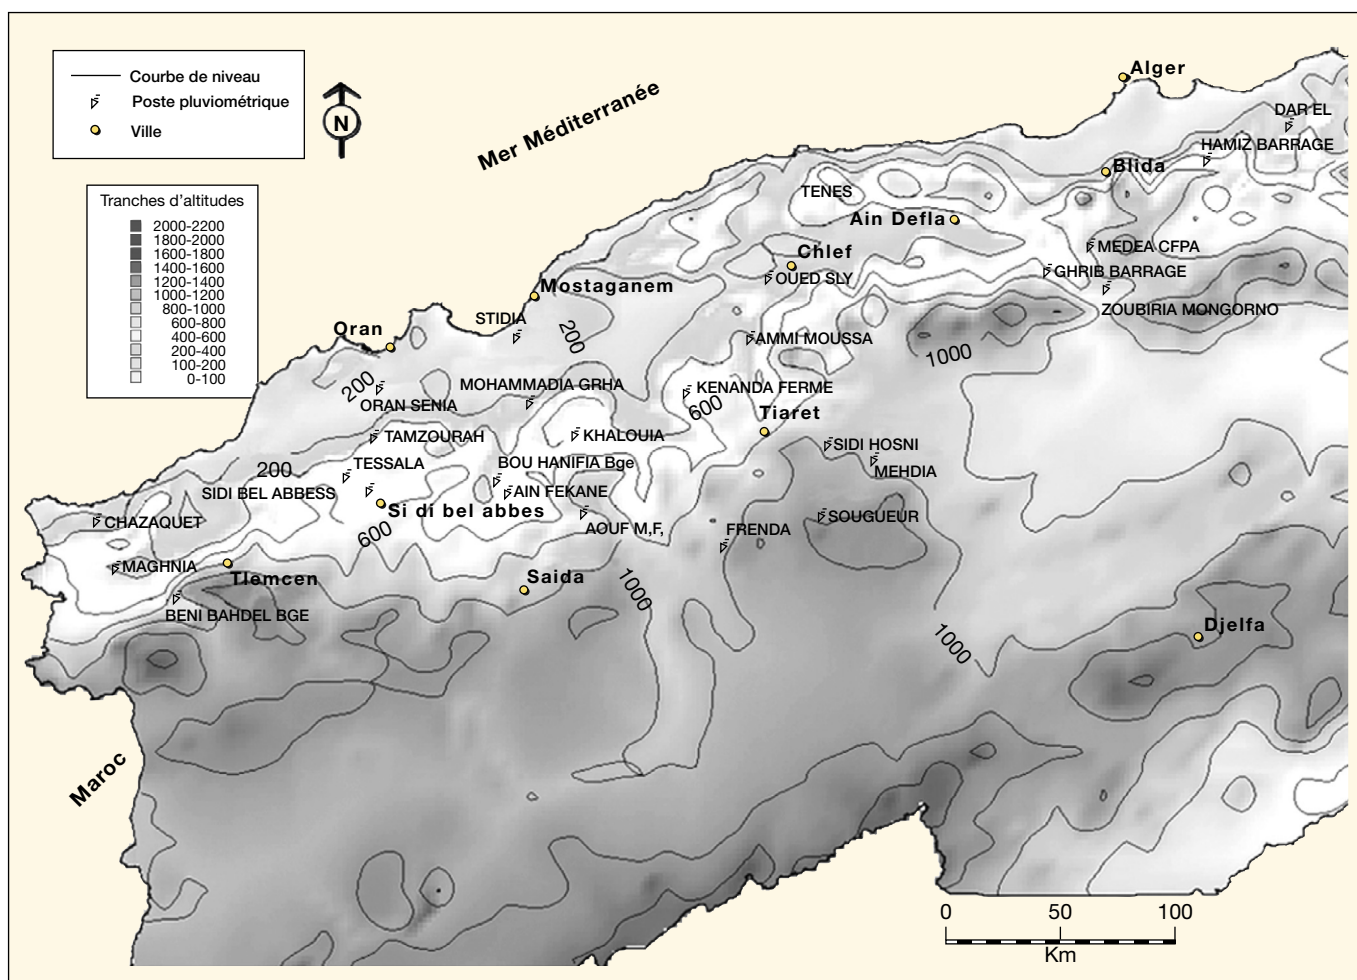 Courbe de niveau
Poste pluviométrique
Ville
N
Mer Méditerranée
Alger
DAR EL
HAMIZ BARRAGE
Blida
Tranches d'altitudes
2000-2200
1800-2000
1600-1800
1400-1600
1200-1400
1000-1200
800-1000
600-800
400-600
200-400
100-200
0-100
TENES
Ain Defla
Chlef
OUED SLY
MEDEA CFPA
GHRIB BARRAGE
ZOUBIRIA MONGORNO
Mostaganem
STIDIA
200
Oran
AMMI MOUSSA
1000
200
ORAN SENIA
MOHAMMADIA GRHA
KENANDA FERME
600
Tiaret
TAMZOURAH
KHALOUIA
SIDI HOSNI
MEHDIA
200
TESSALA
BOU HANIFIA Bge
SIDI BEL ABBESS
AIN FEKANE
Si di bel abbes
600
AOUF M,F,
FRENDA
SOUGUEUR
CHAZAQUET
MAGHNIA
Tlemcen
BENI BAHDEL BGE
Saida
1000
1000
Djelfa
Maroc
0 50 100
Km